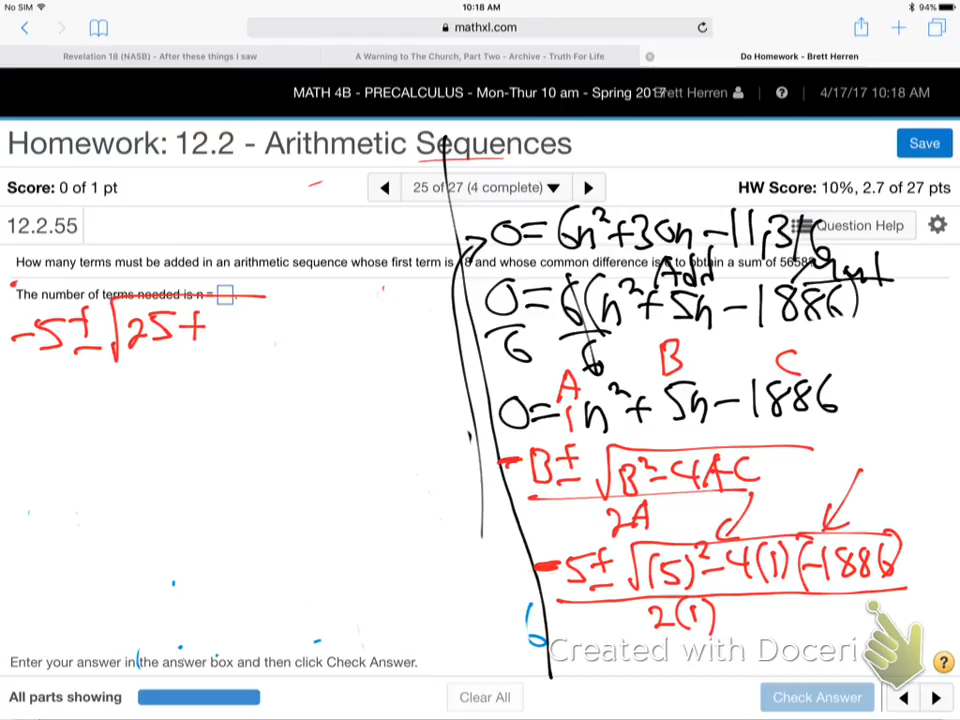 No SIM 10:18 AM 94%
mathxl.com
Revelation 18 (NASB) - After these things I saw
A Warning to The Church, Part Two - Archive - Truth For Life
Do Homework - Brett Herren
MATH 4B - PRECALCULUS - Mon-Thur 10 am - Spring 2017
Brett Herren
4/17/17 10:18 AM
Homework: 12.2 - Arithmetic Sequences
Save
Score: 0 of 1 pt
25 of 27 (4 complete)
HW Score: 10%, 2.7 of 27 pts
12.2.55
Question Help
0=6n²+30n-11,316
How many terms must be added in an arithmetic sequence whose first term is 18 and whose common difference is 6 to obtain a sum of 5658?
Add
The number of terms needed is n =
0=6(n²+5n-1886)
6 6
-5±√25+
A B C
0=1n²+5n-1886
-B±√B²-4AC
2A
-5±√(5)²-4(1)(-1886)
2(1)
6
Created with Doceri
Enter your answer in the answer box and then click Check Answer.
?
All parts showing
Clear All
Check Answer